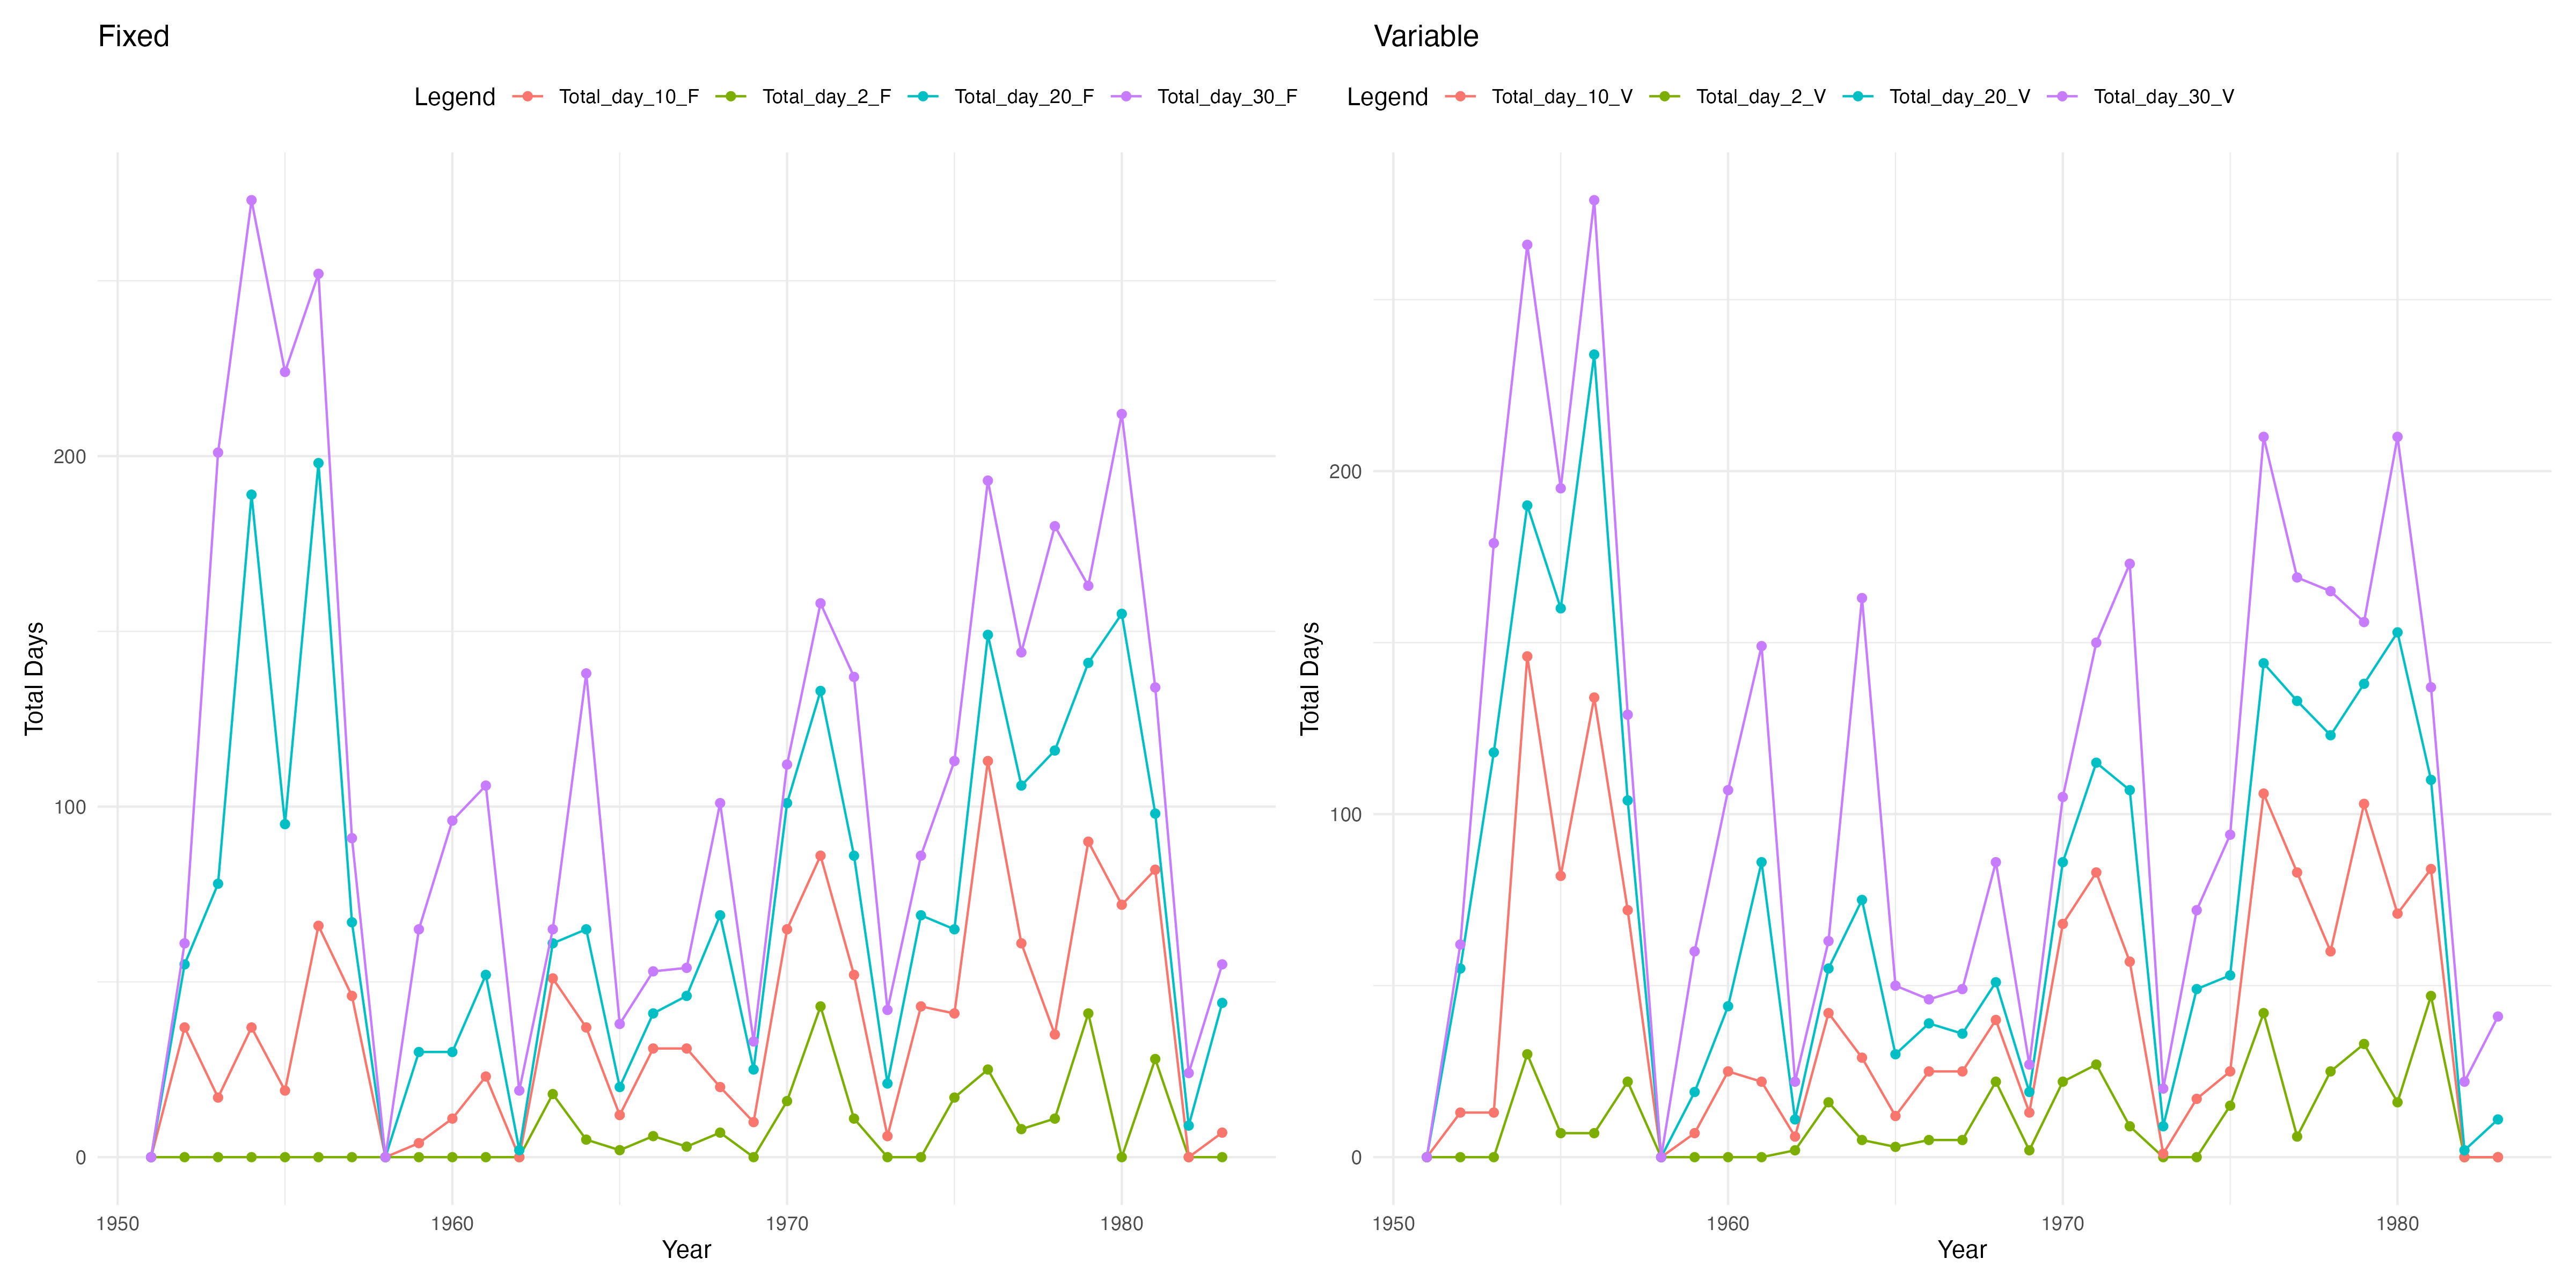 Fixed
Legend Total_day_10_F Total_day_2_F Total_day_20_F Total_day_30_F
Total Days
200
100
0
1950 1960 1970 1980
Year
Variable
Legend Total_day_10_V Total_day_2_V Total_day_20_V Total_day_30_V
Total Days
200
100
0
1950 1960 1970 1980
Year